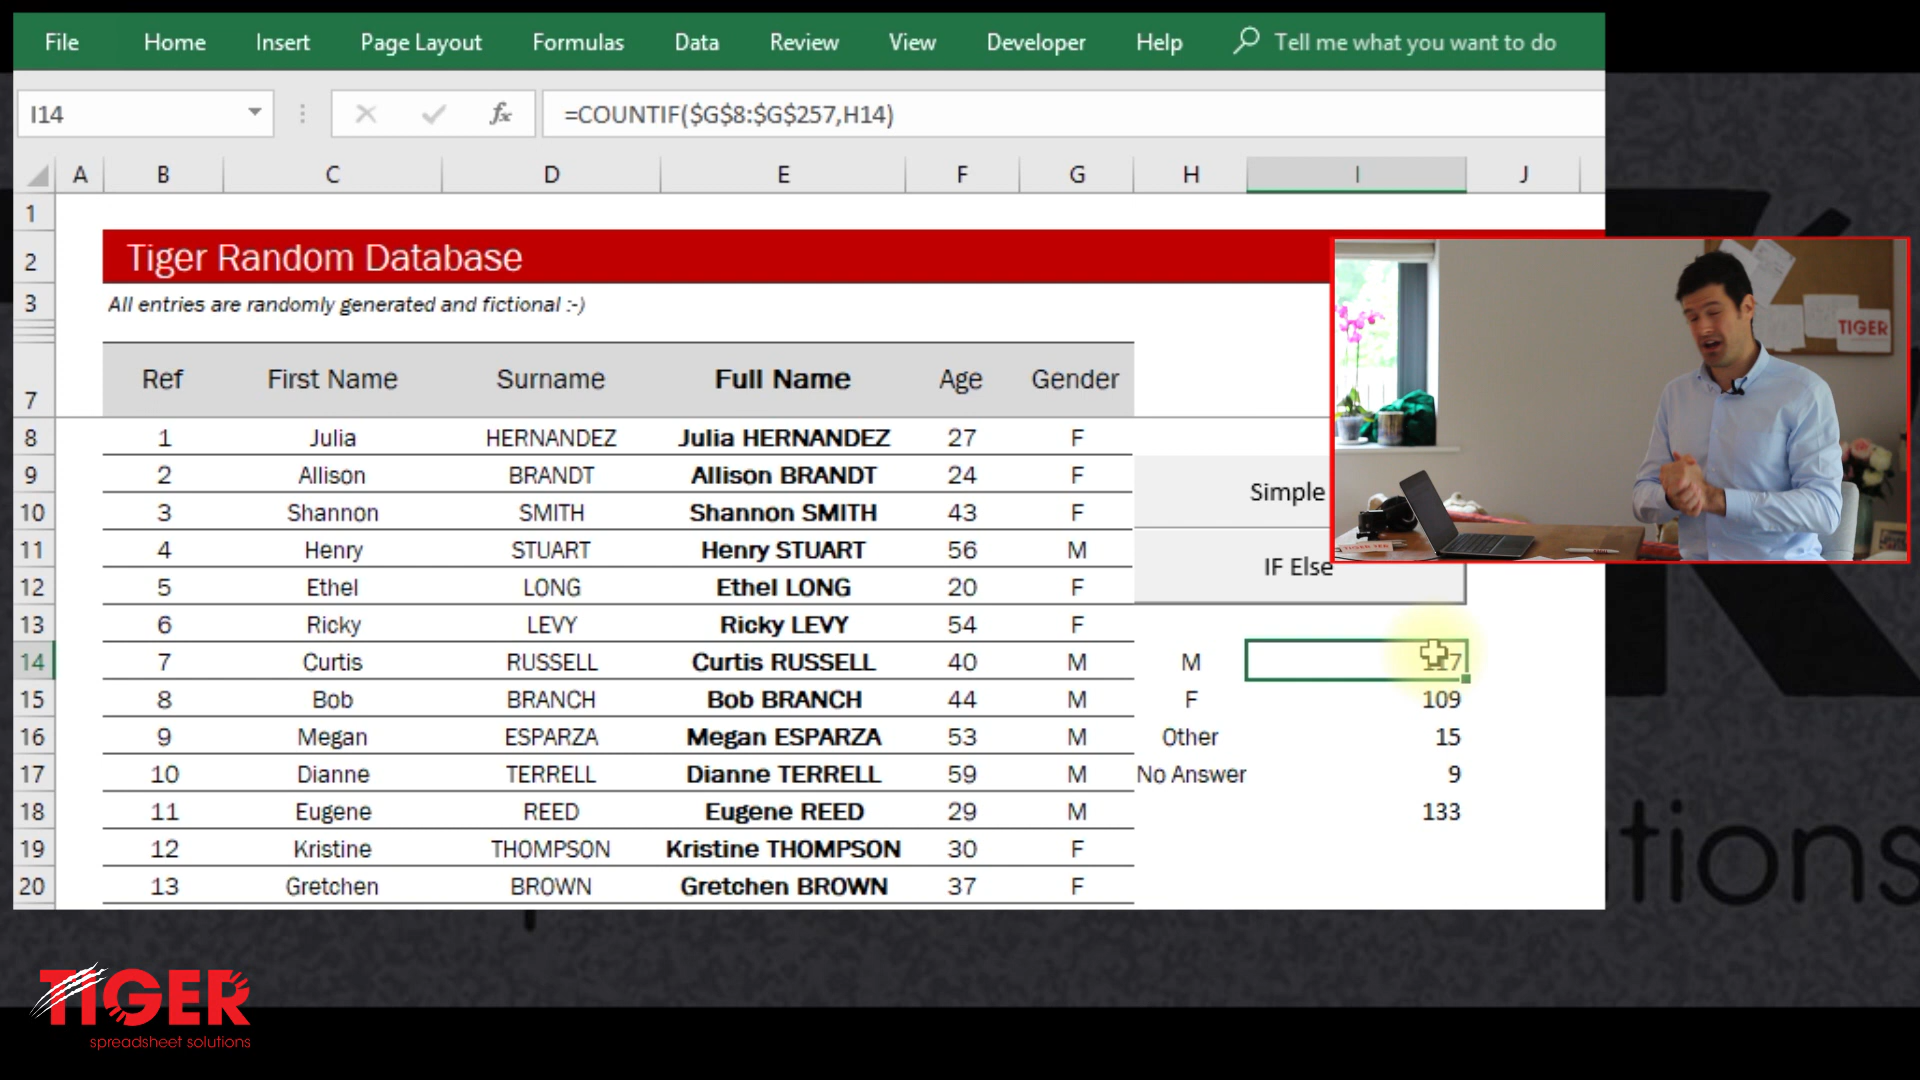 File Home Insert Page Layout Formulas Data Review View Developer Help Tell me what you want to do
I14 fx =COUNTIF($G$8:$G$257,H14)
A B C D E F G H I J
1
2 Tiger Random Database
3 All entries are randomly generated and fictional :-)
7 Ref First Name Surname Full Name Age Gender
8 1 Julia HERNANDEZ Julia HERNANDEZ 27 F
9 2 Allison BRANDT Allison BRANDT 24 F
Simple
10 3 Shannon SMITH Shannon SMITH 43 F
11 4 Henry STUART Henry STUART 56 M
IF Else
12 5 Ethel LONG Ethel LONG 20 F
13 6 Ricky LEVY Ricky LEVY 54 F
14 7 Curtis RUSSELL Curtis RUSSELL 40 M M
15 8 Bob BRANCH Bob BRANCH 44 M F 109
16 9 Megan ESPARZA Megan ESPARZA 53 M Other 15
17 10 Dianne TERRELL Dianne TERRELL 59 M No Answer 9
18 11 Eugene REED Eugene REED 29 M 133
19 12 Kristine THOMPSON Kristine THOMPSON 30 F
20 13 Gretchen BROWN Gretchen BROWN 37 F
TIGER
TIGER
spreadsheet solutions